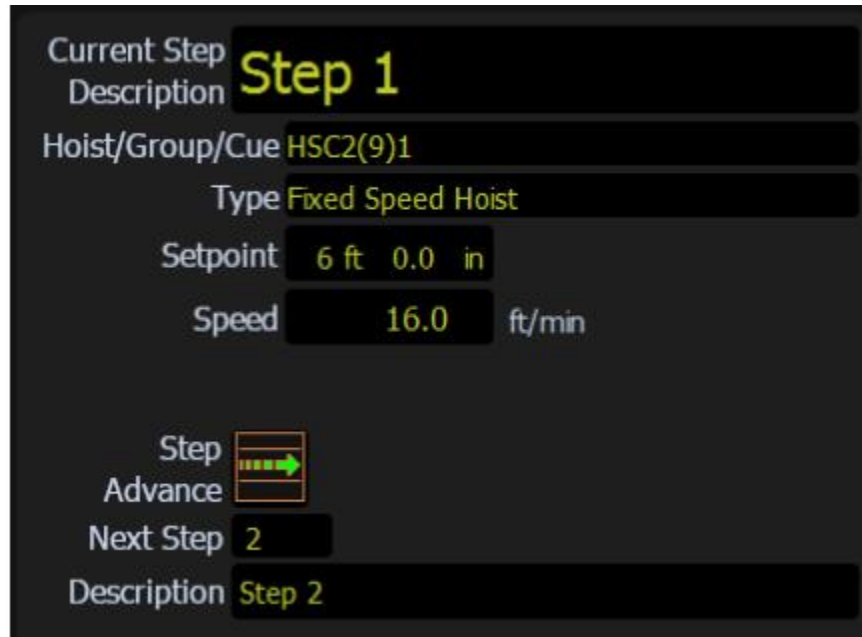 Current Step Description Step 1
Hoist/Group/Cue HSC2(9)1
Type Fixed Speed Hoist
Setpoint 6 ft 0.0 in
Speed 16.0 ft/min
Step Advance
Next Step 2
Description Step 2